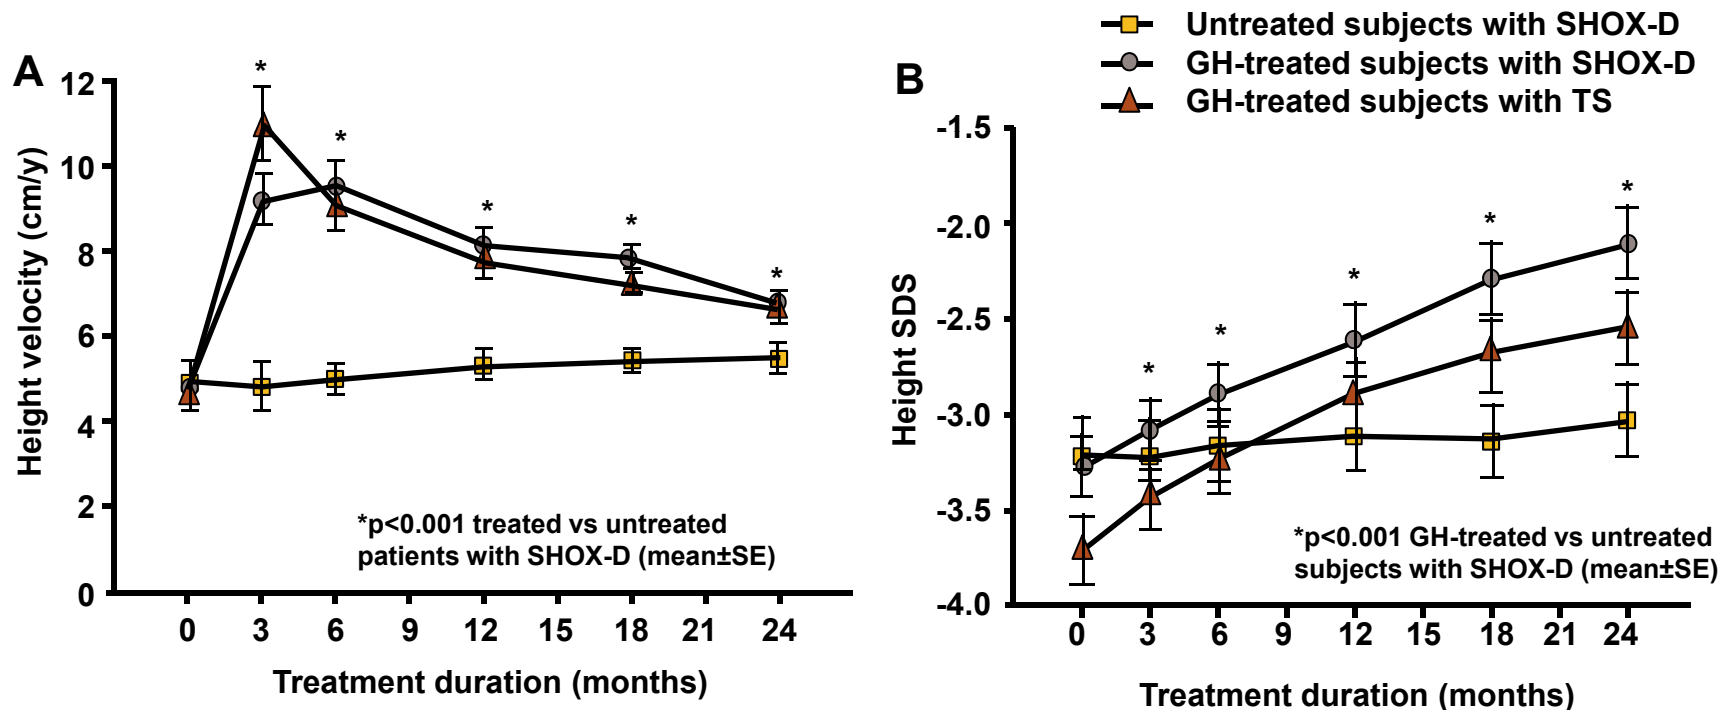 A
*
*
*
*
*
12
10
8
6
4
2
0
Height velocity (cm/y)
*p<0.001 treated vs untreated
patients with SHOX-D (mean±SE)
0 3 6 9 12 15 18 21 24
Treatment duration (months)
Untreated subjects with SHOX-D
GH-treated subjects with SHOX-D
GH-treated subjects with TS
B
*
*
*
*
*
-1.5
-2.0
-2.5
-3.0
-3.5
-4.0
Height SDS
*p<0.001 GH-treated vs untreated
subjects with SHOX-D (mean±SE)
0 3 6 9 12 15 18 21 24
Treatment duration (months)